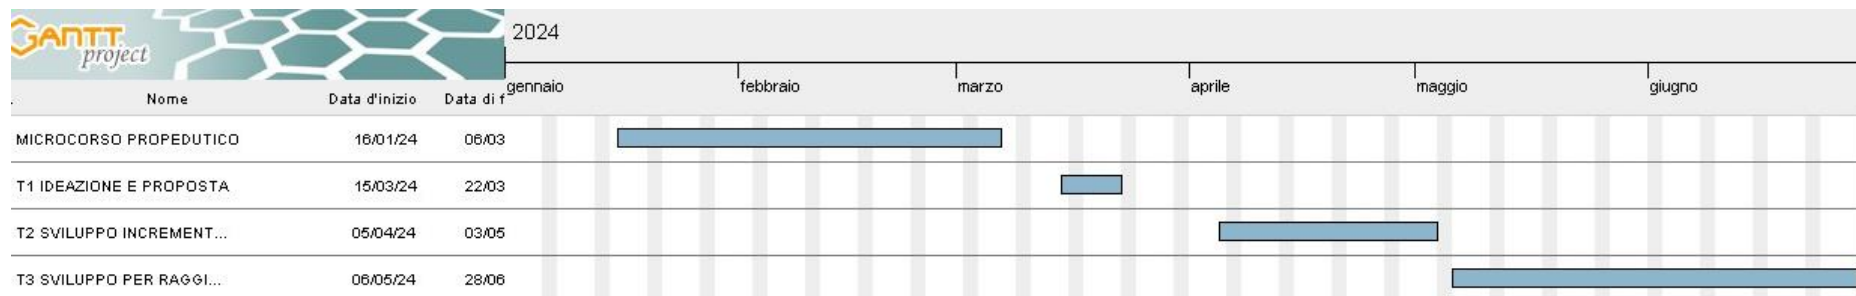 GANTT
project
2024
gennaio febbraio marzo aprile maggio giugno
. Nome Data d'inizio Data di f
MICROCORSO PROPEDUTICO 16/01/24 06/03
T1 IDEAZIONE E PROPOSTA 15/03/24 22/03
T2 SVILUPPO INCREMENT... 05/04/24 03/05
T3 SVILUPPO PER RAGGI... 06/05/24 28/06